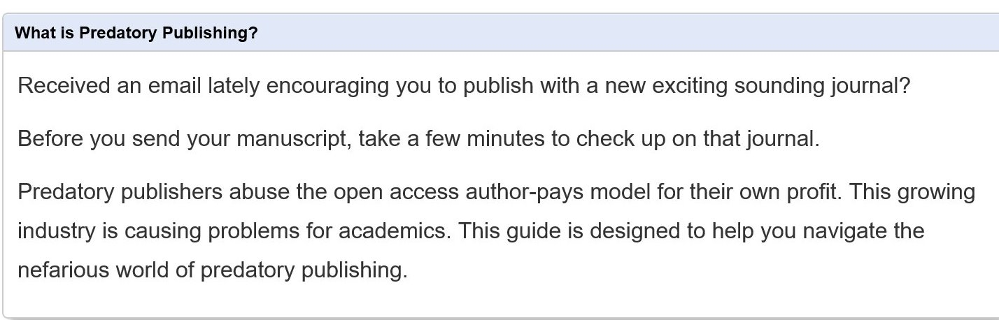 What is Predatory Publishing?
Received an email lately encouraging you to publish with a new exciting sounding journal?
Before you send your manuscript, take a few minutes to check up on that journal.
Predatory publishers abuse the open access author-pays model for their own profit. This growing
industry is causing problems for academics. This guide is designed to help you navigate the
nefarious world of predatory publishing.